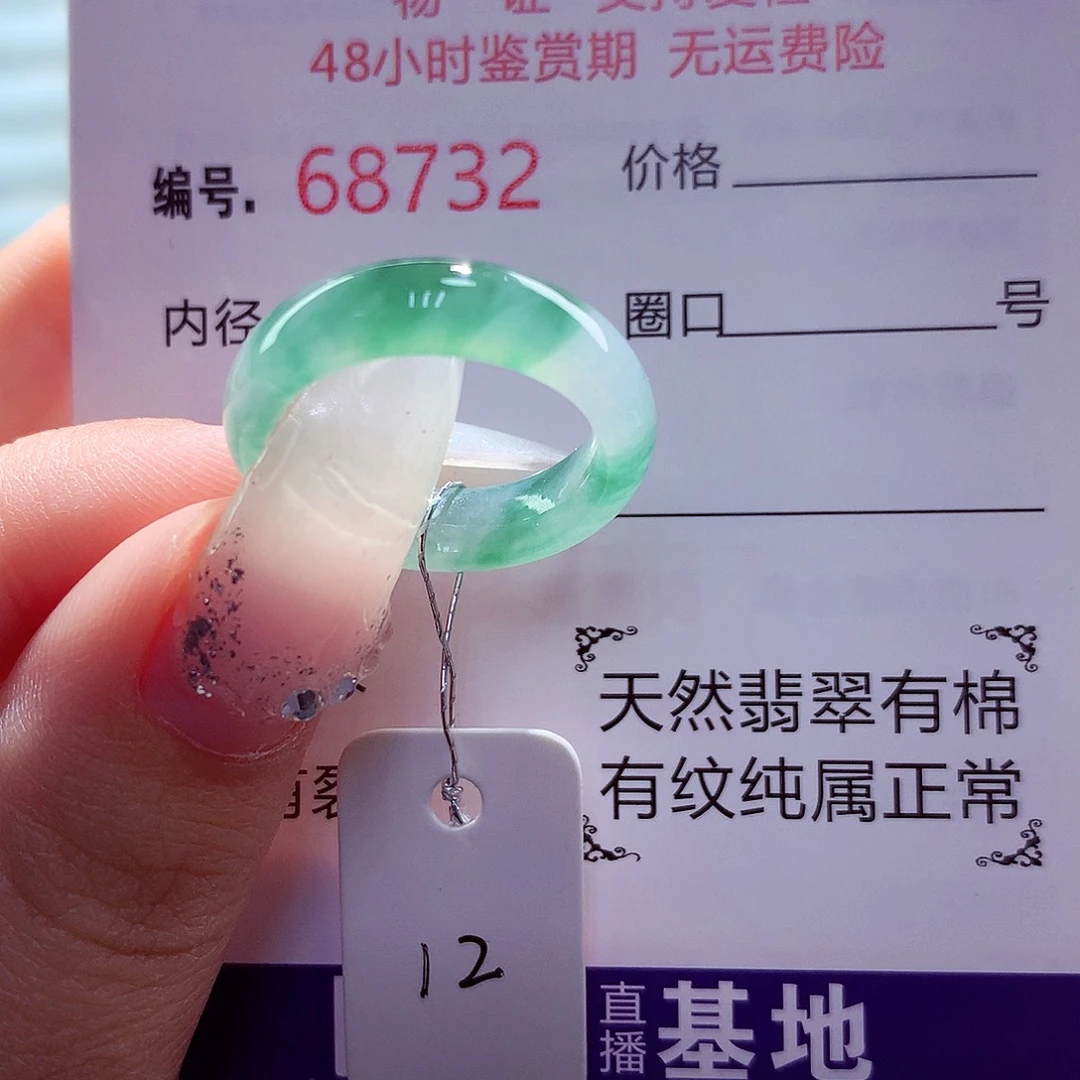 48小时鉴赏期 无运费险
编号. 68732 价格
内径 圈口 号
天然翡翠有棉
有纹纯属正常
12
直播 基地